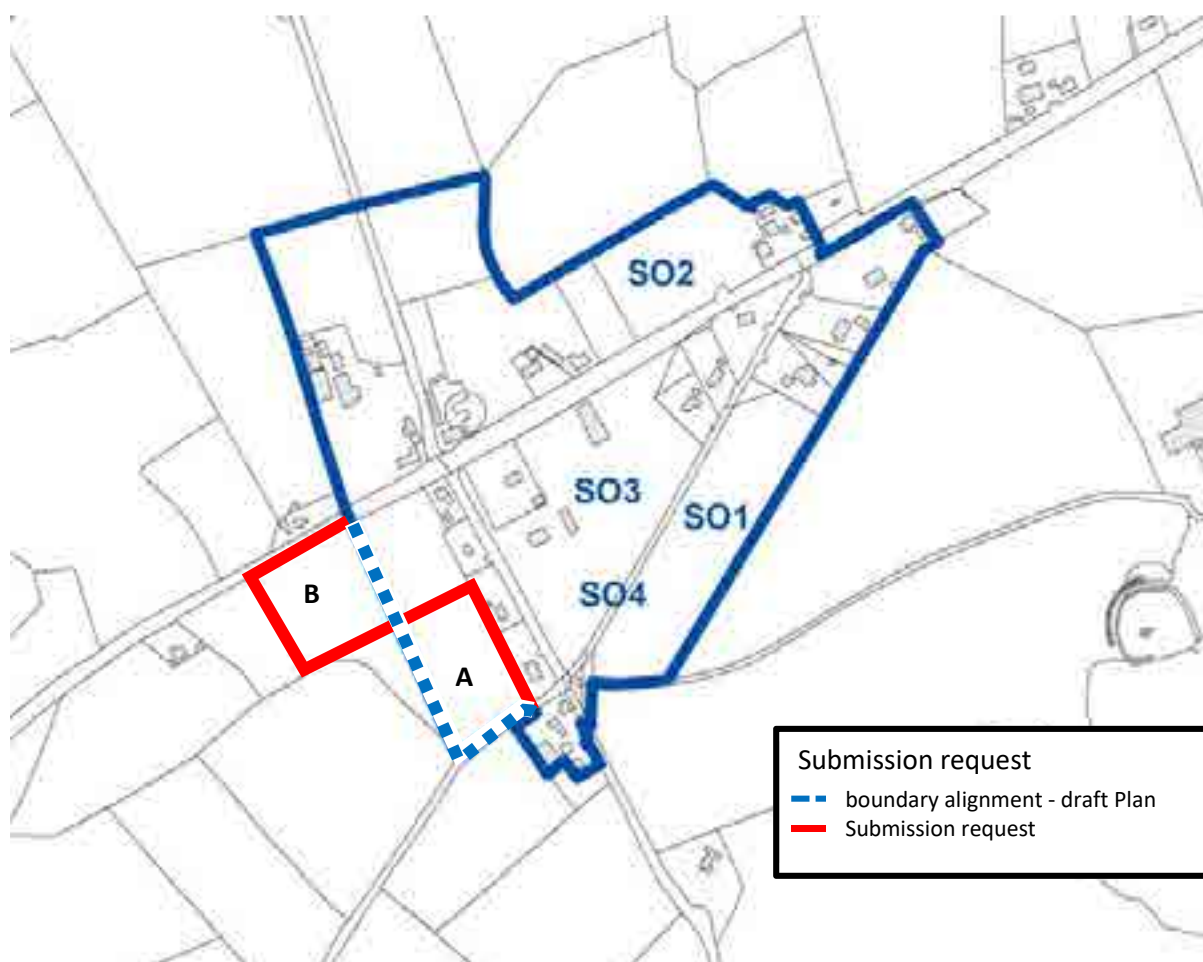 SO2
SO3
SO1
SO4
B
A
Submission request
boundary alignment - draft Plan
Submission request